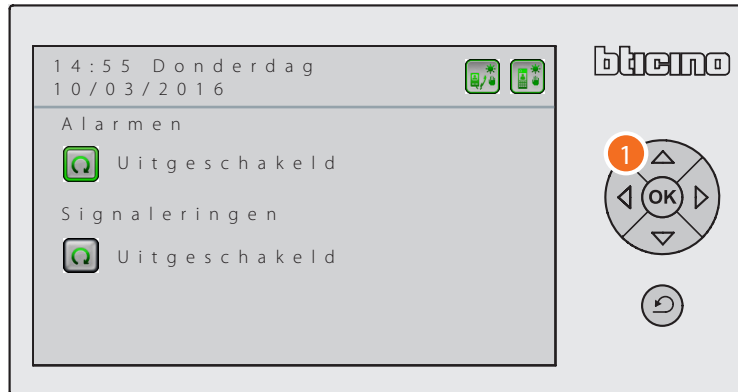 14:55 Donderdag
10/03/2016
bticino
Alarmen
Uitgeschakeld
Signaleringen
Uitgeschakeld
1
OK